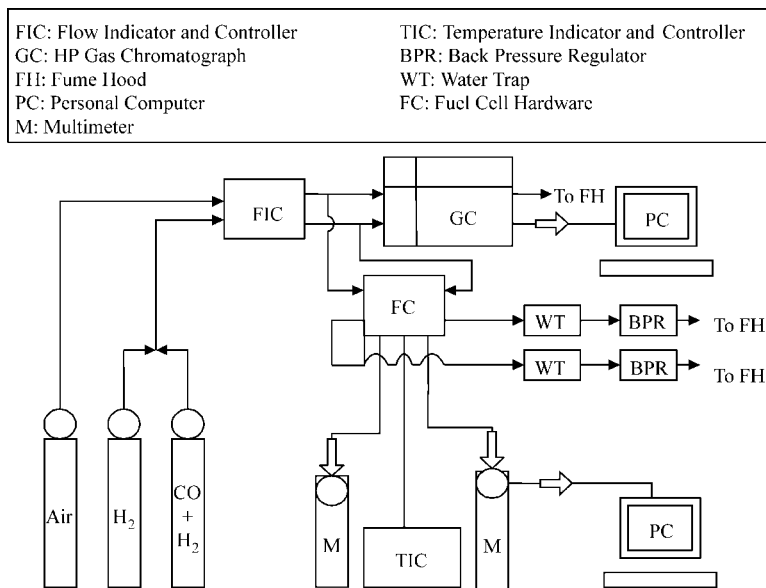 FIC: Flow Indicator and Controller
TIC: Temperature Indicator and Controller
GC: HP Gas Chromatograph
BPR: Back Pressure Regulator
FH: Fume Hood
WT: Water Trap
PC: Personal Computer
FC: Fuel Cell Hardware
M: Multimeter
FIC
GC
To FH
PC
FC
WT
BPR
To FH
WT
BPR
To FH
Air
H2
CO
+
H2
M
TIC
M
PC